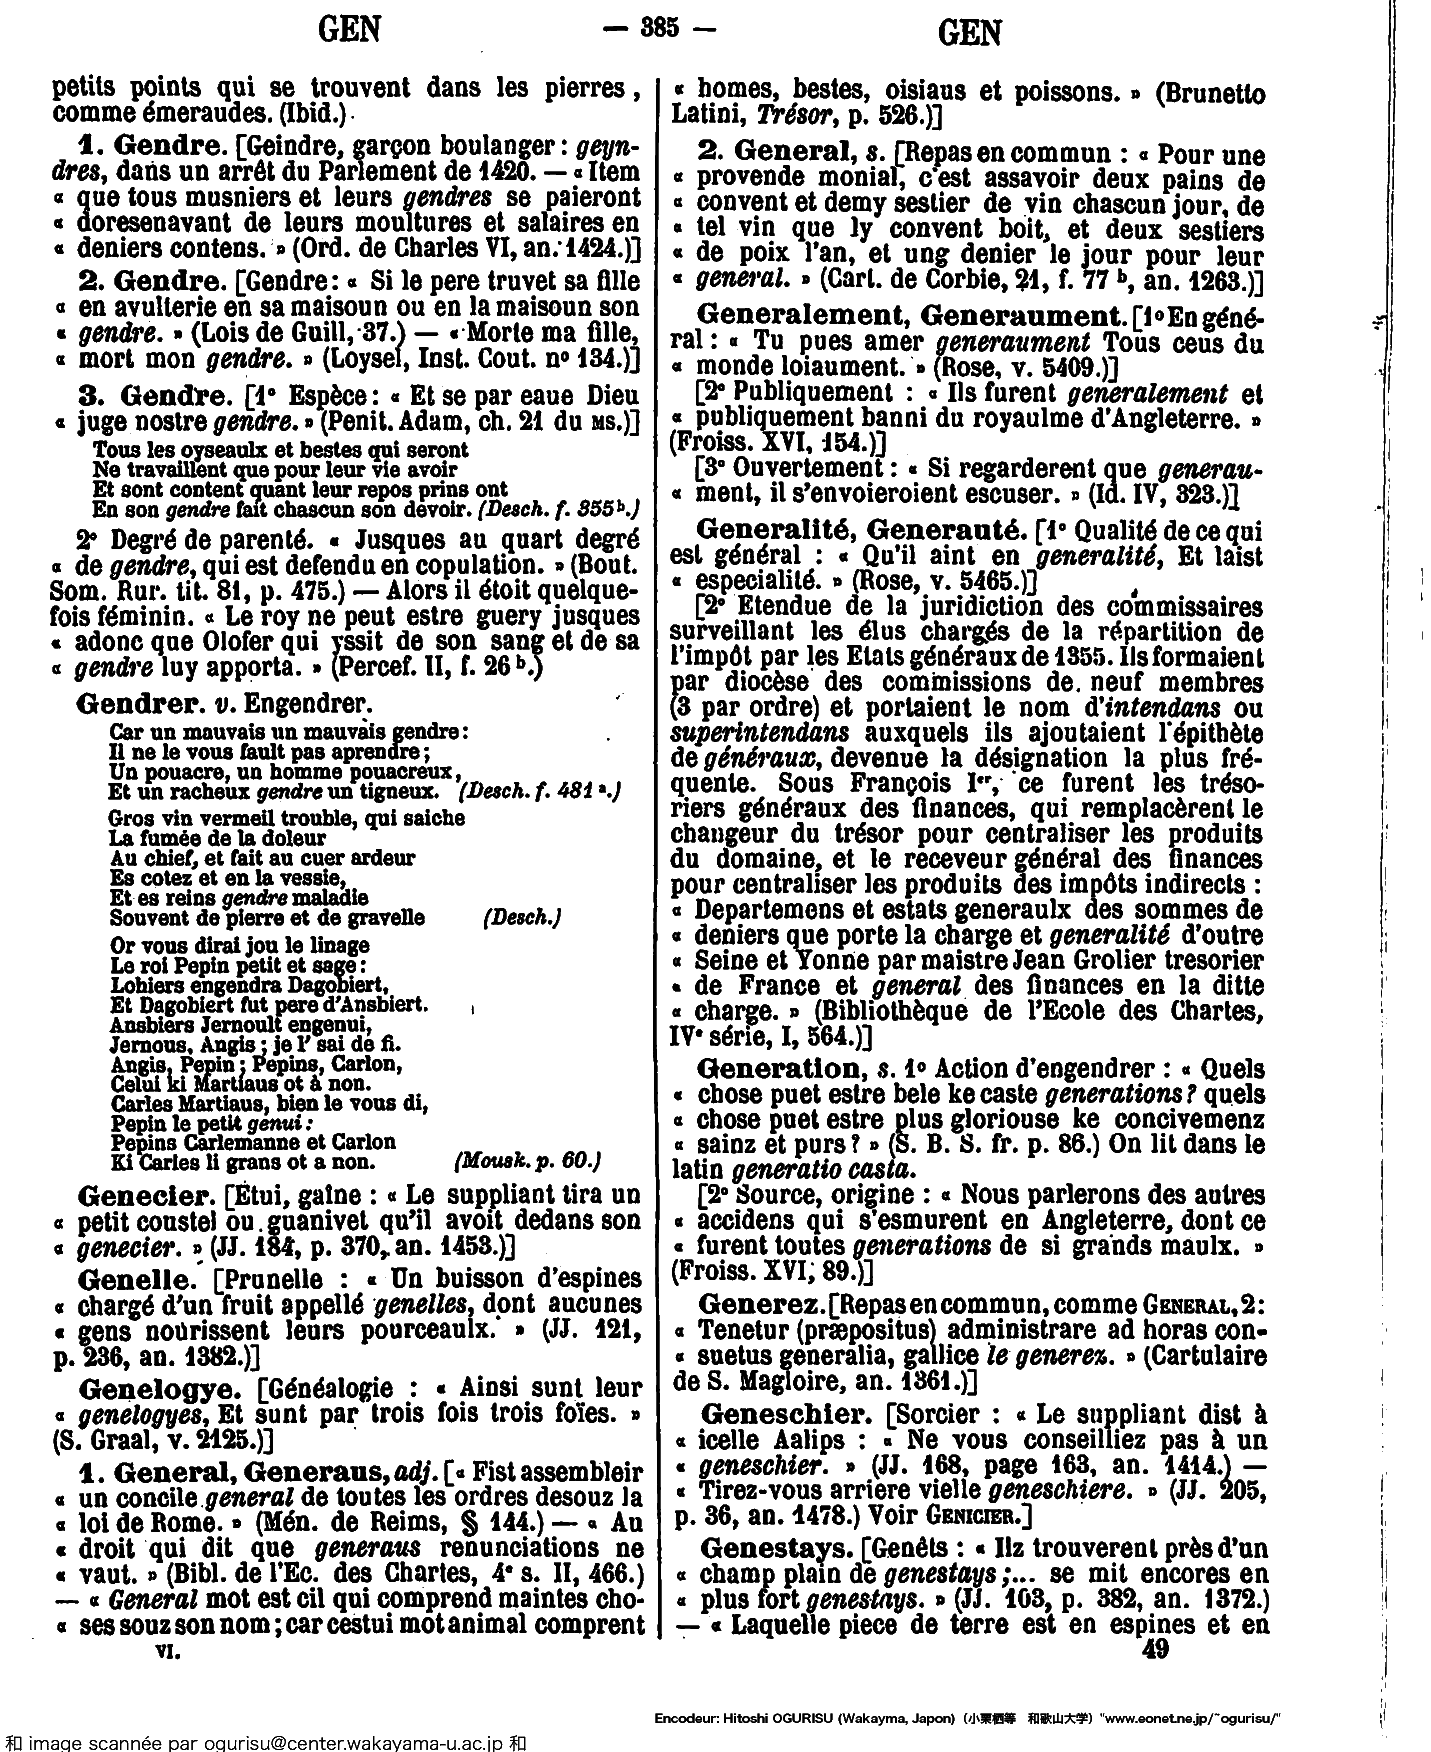 GEN — 385 — GEN
petits points qui se trouvent dans les pierres,
comme émeraudes. (Ibid.)
1. Gendre. [Geindre, garçon boulanger : geyn-
dres, dans un arrêt du Parlement de 1420. — « Item
« que tous musniers et leurs gendres se paieront
« doresenavant de leurs moultures et salaires en
« deniers contens. » (Ord. de Charles VI, an. 1424.)]
2. Gendre. [Gendre : « Si le pere truvet sa fille
« en avulterie en sa maisoun ou en la maisoun son
« gendre. » (Lois de Guill, 37.) — « Morte ma fille,
« mort mon gendre. » (Loysel, Inst. Cout. nº 134.)]
3. Gendre. [1º Espèce : « Et se par eaue Dieu
« juge nostre gendre. » (Penit. Adam, ch. 21 du MS.)]
Tous les oyseaulx et bestes qui seront
Ne travaillent que pour leur vie avoir
Et sont content quant leur repos prins ont
En son gendre fait chascun son devoir. (Desch. f. 355 b.)
2º Degré de parenté. « Jusques au quart degré
« de gendre, qui est defendu en copulation. » (Bout.
Som. Rur. tit. 81, p. 475.) — Alors il étoit quelque-
fois féminin. « Le roy ne peut estre guery jusques
« adonc que Olofer qui yssit de son sang et de sa
« gendre luy apporta. » (Percef. II, f. 26 b.)
Gendrer. v. Engendrer.
Car un mauvais un mauvais gendre :
Il ne le vous fault pas aprendre ;
Un pouacre, un homme pouacreux,
Et un racheux gendre un tigneux. (Desch. f. 481 a.)
Gros vin vermeil trouble, qui saiche
La fumée de la doleur
Au chief, et fait au cuer ardeur
Es cotez et en la vessie,
Et es reins gendre maladie
Souvent de pierre et de gravelle (Desch.)
Or vous dirai jou le linage
Le roi Pepin petit et sage :
Lohiers engendra Dagobiert,
Et Dagobiert fut pere d'Ansbiert.
Ansbiers Jernoult engenui,
Jernous, Angis ; je l' sai de fi.
Angis, Pepin ; Pepins, Carlon,
Celui ki Martiaus ot à non.
Carles Martiaus, bien le vous di,
Pepin le petit genui :
Pepins Carlemanne et Carlon
Ki Carles li grans ot a non. (Mousk. p. 60.)
Genecier. [Étui, gaîne : « Le suppliant tira un
« petit coustel ou guanivet qu'il avoit dedans son
« genecier. » (JJ. 184, p. 370, an. 1453.)]
Genelle. [Prunelle : « Un buisson d'espines
« chargé d'un fruit appellé genelles, dont aucunes
« gens nourissent leurs pourceaulx. » (JJ. 121,
p. 236, an. 1382.)]
Genelogye. [Généalogie : « Ainsi sunt leur
« genelogyes, Et sunt par trois fois trois foïes. »
(S. Graal, v. 2125.)]
1. General, Generaus, adj. [« Fist assembleir
« un concile general de toutes les ordres desouz la
« loi de Rome. » (Mén. de Reims, § 144.) — « Au
« droit qui dit que generaus renunciations ne
« vaut. » (Bibl. de l'Ec. des Chartes, 4e s. II, 466.)
— « General mot est cil qui comprend maintes cho-
« ses souz son nom ; car cestui mot animal comprent
VI.
« homes, bestes, oisiaus et poissons. » (Brunetto
Latini, Trésor, p. 526.)]
2. General, s. [Repas en commun : « Pour une
« provende monial, c'est assavoir deux pains de
« convent et demy sestier de vin chascun jour, de
« tel vin que ly convent boit, et deux sestiers
« de poix l'an, et ung denier le jour pour leur
« general. » (Cart. de Corbie, 21, f. 77 b, an. 1263.)]
Generalement, Generaument. [1º En géné-
ral : « Tu pues amer generaument Tous ceus du
« monde loiaument. » (Rose, v. 5409.)]
[2º Publiquement : « Ils furent generalement et
« publiquement banni du royaulme d'Angleterre. »
(Froiss. XVI, 154.)]
[3º Ouvertement : « Si regarderent que generau-
« ment, il s'envoieroient escuser. » (Id. IV, 323.)]
Generalité, Generauté. [1º Qualité de ce qui
est général : « Qu'il aint en generalité, Et laist
« especialité. » (Rose, v. 5465.)]
[2º Etendue de la juridiction des commissaires
surveillant les élus chargés de la répartition de
l'impôt par les Etats généraux de 1355. Ils formaient
par diocèse des commissions de neuf membres
(3 par ordre) et portaient le nom d'intendans ou
superintendans auxquels ils ajoutaient l'épithète
de généraux, devenue la désignation la plus fré-
quente. Sous François Ier, ce furent les tréso-
riers généraux des finances, qui remplacèrent le
changeur du trésor pour centraliser les produits
du domaine, et le receveur général des finances
pour centraliser les produits des impôts indirects :
« Departemens et estats generaulx des sommes de
« deniers que porte la charge et generalité d'outre
« Seine et Yonne par maistre Jean Grolier tresorier
« de France et general des finances en la ditte
« charge. » (Bibliothèque de l'Ecole des Chartes,
IVe série, I, 564.)]
Generation, s. 1º Action d'engendrer : « Quels
« chose puet estre bele ke caste generations ? quels
« chose puet estre plus gloriouse ke concivemenz
« sainz et purs ? » (S. B. S. fr. p. 86.) On lit dans le
latin generatio casta.
[2º Source, origine : « Nous parlerons des autres
« accidens qui s'esmurent en Angleterre, dont ce
« furent toutes generations de si grands maulx. »
(Froiss. XVI, 89.)]
Generez. [Repas en commun, comme GENERAL, 2 :
« Tenetur (præpositus) administrare ad horas con-
« suetus generalia, gallice le generez. » (Cartulaire
de S. Magloire, an. 1361.)]
Geneschier. [Sorcier : « Le suppliant dist à
« icelle Aalips : « Ne vous conseilliez pas à un
« geneschier. » (JJ. 168, page 163, an. 1414.) —
« Tirez-vous arriere vielle geneschiere. » (JJ. 205,
p. 36, an. 1478.) Voir GENICIER.]
Genestays. [Genêts : « Ilz trouverent près d'un
« champ plain de genestays ;... se mit encores en
« plus fort genestays. » (JJ. 103, p. 382, an. 1372.)
— « Laquelle piece de terre est en espines et en
49
Encodeur: Hitoshi OGURISU (Wakayma, Japon) (小栗栖等 和歌山大学) "www.eonet.ne.jp/~ogurisu/"
和 image scannée par ogurisu@center.wakayama-u.ac.jp 和